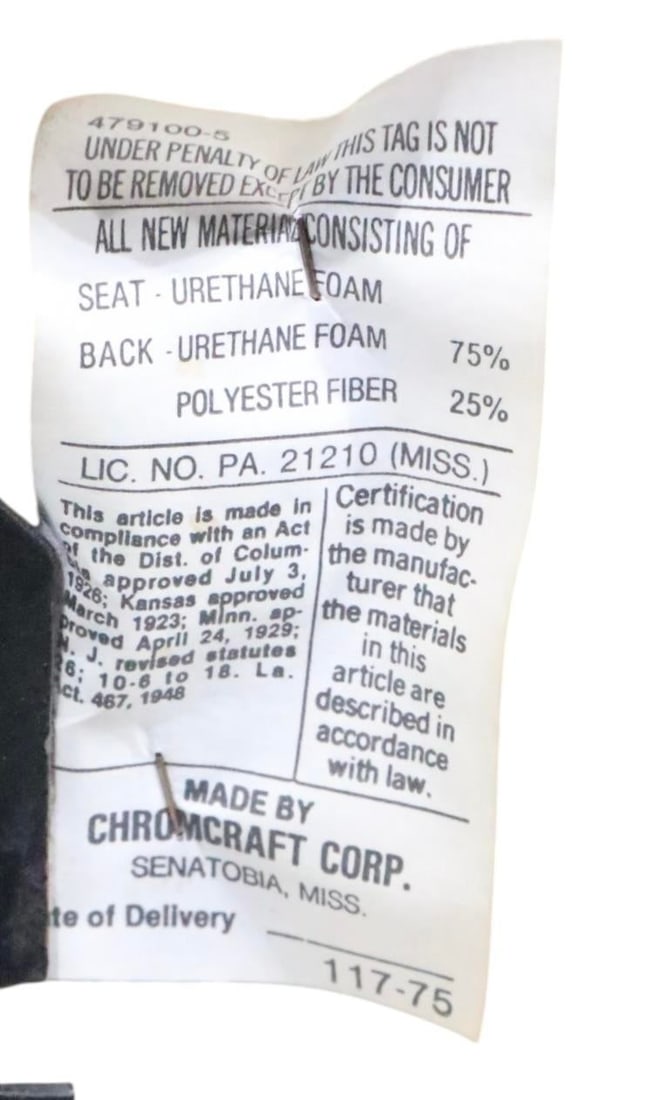 479100-5
UNDER PENALTY OF LAW THIS TAG IS NOT
TO BE REMOVED EXCEPT BY THE CONSUMER
ALL NEW MATERIAL CONSISTING OF
SEAT - URETHANE FOAM
BACK - URETHANE FOAM 75%
POLYESTER FIBER 25%
LIC. NO. PA. 21210 (MISS.)
This article is made in
compliance with an Act
of the Dist. of Colum-
approved July 3,
1926; Kansas approved
March 1923; Minn. ap-
proved April 24, 1929;
N. J. revised statutes
26; 10-6 to 18. La.
Act. 467, 1948
Certification
is made by
the manufac-
turer that
the materials
in this
article are
described in
accordance
with law.
MADE BY
CHROMCRAFT CORP.
SENATOBIA, MISS.
te of Delivery
117-75